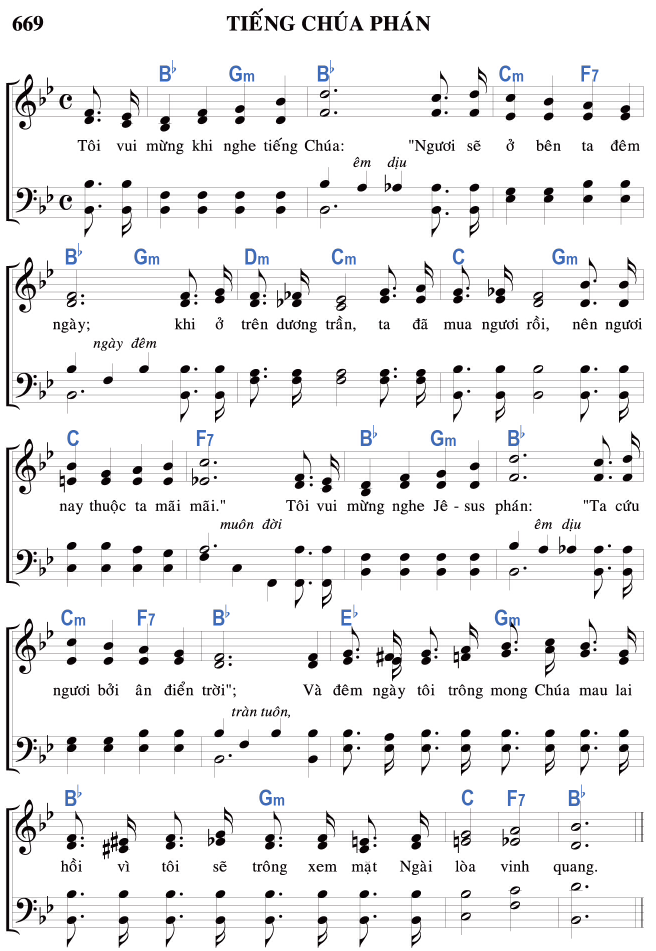 669 TIẾNG CHÚA PHÁN
B♭ Gm B♭ Cm F7
Tôi vui mừng khi nghe tiếng Chúa: "Ngươi sẽ ở bên ta đêm
êm dịu
B♭ Gm Dm Cm C Gm
ngày; khi ở trên dương trần, ta đã mua ngươi rồi, nên ngươi
ngày đêm
C F7 B♭ Gm B♭
nay thuộc ta mãi mãi." Tôi vui mừng nghe Jê - sus phán: "Ta cứu
muôn đời êm dịu
Cm F7 B♭ E♭ Gm
ngươi bởi ân điển trời"; Và đêm ngày tôi trông mong Chúa mau lai
tràn tuôn,
B♭ Gm C F7 B♭
hồi vì tôi sẽ trông xem mặt Ngài lòa vinh quang.